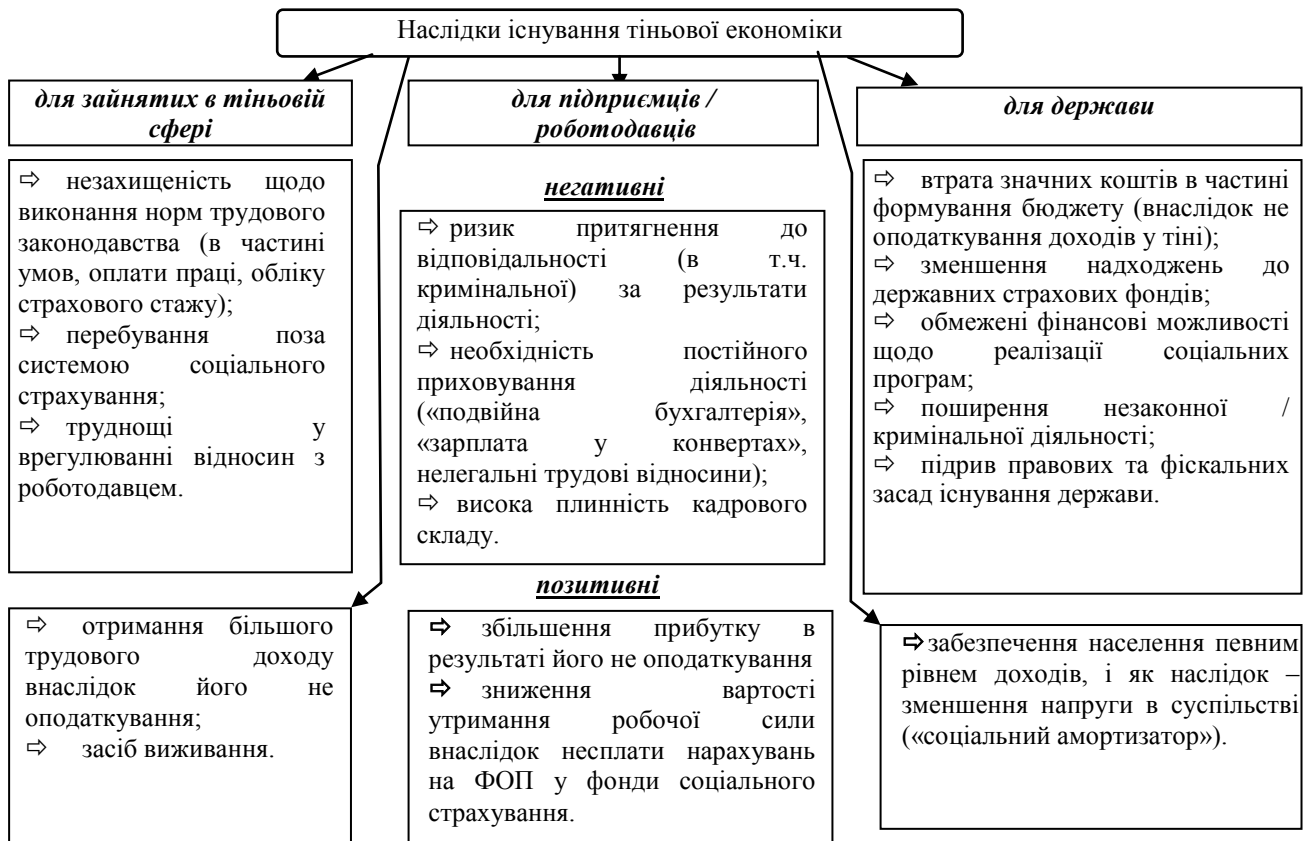 Наслідки існування тіньової економіки
для зайнятих в тіньовій
сфері
для підприємців /
роботодавців
для держави
негативні
⇨ незахищеність щодо
виконання норм трудового
законодавства (в частині
умов, оплати праці, обліку
страхового стажу);
⇨ перебування поза
системою соціального
страхування;
⇨ труднощі у
врегулюванні відносин з
роботодавцем.
⇨ ризик притягнення до
відповідальності (в т.ч.
кримінальної) за результати
діяльності;
⇨ необхідність постійного
приховування діяльності
(«подвійна бухгалтерія»,
«зарплата у конвертах»,
нелегальні трудові відносини);
⇨ висока плинність кадрового
складу.
⇨ втрата значних коштів в частині
формування бюджету (внаслідок не
оподаткування доходів у тіні);
⇨ зменшення надходжень до
державних страхових фондів;
⇨ обмежені фінансові можливості
щодо реалізації соціальних
програм;
⇨ поширення незаконної /
кримінальної діяльності;
⇨ підрив правових та фіскальних
засад існування держави.
позитивні
⇨ отримання більшого
трудового доходу
внаслідок його не
оподаткування;
⇨ засіб виживання.
⇨ збільшення прибутку в
результаті його не оподаткування
⇨ зниження вартості
утримання робочої сили
внаслідок несплати нарахувань
на ФОП у фонди соціального
страхування.
⇨ забезпечення населення певним
рівнем доходів, і як наслідок –
зменшення напруги в суспільстві
(«соціальний амортизатор»).